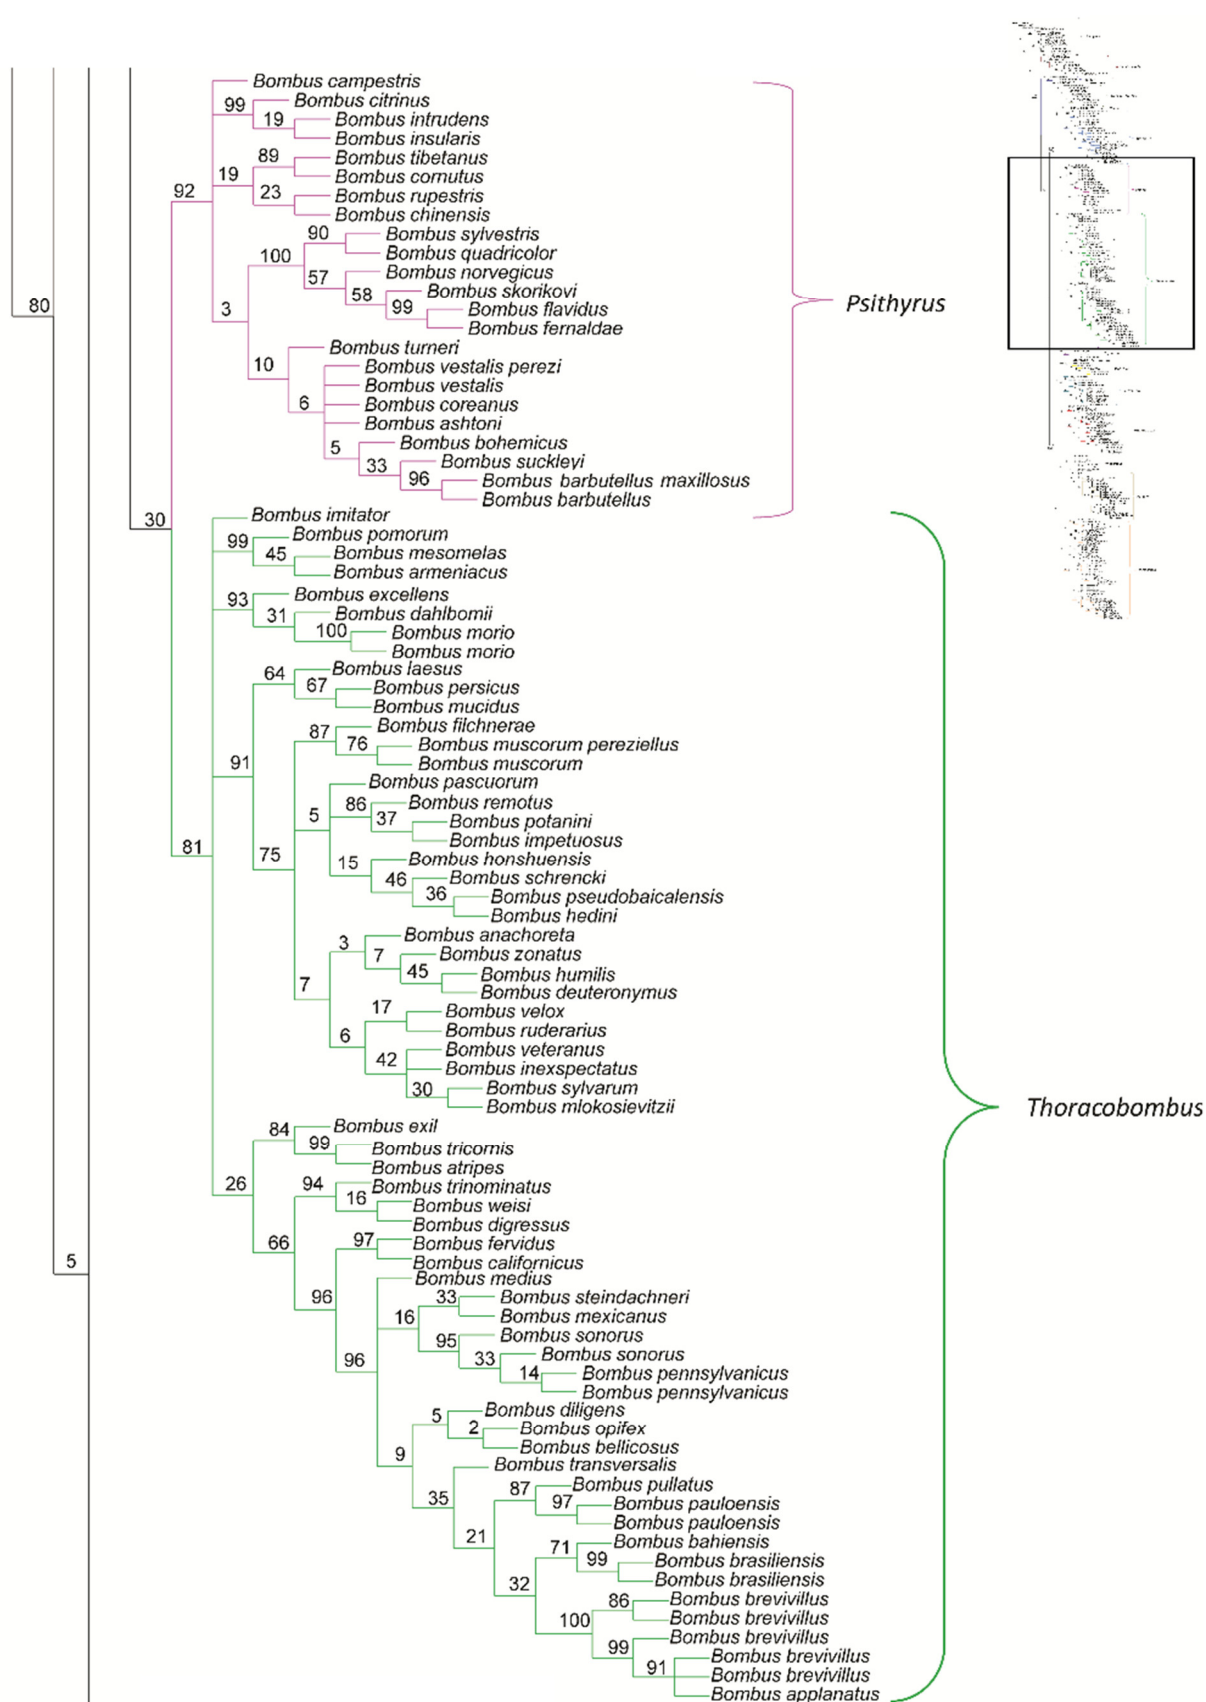 Bombus campestris
99 Bombus citrinus
19 Bombus intrudens
Bombus insularis
89 Bombus tibetanus
19 Bombus cornutus
92 23 Bombus rupestris
Bombus chinensis
90 Bombus sylvestris
100 Bombus quadricolor
57 Bombus norvegicus
58 Bombus skorikovi
80 3 99 Bombus flavidus
Psithyrus
Bombus fernaldae
Bombus turneri
10 Bombus vestalis perezi
Bombus vestalis
6 Bombus coreanus
Bombus ashtoni
5 Bombus bohemicus
33 Bombus suckleyi
96 Bombus barbutellus maxillosus
Bombus barbutellus
30 Bombus imitator
99 Bombus pomorum
45 Bombus mesomelas
Bombus armeniacus
93 Bombus excellens
31 Bombus dahlbomii
100 Bombus morio
Bombus morio
64 Bombus laesus
67 Bombus persicus
Bombus mucidus
87 Bombus filchnerae
76 Bombus muscorum pereziellus
91 Bombus muscorum
Bombus pascuorum
86 Bombus remotus
5 37 Bombus potanini
Bombus impetuosus
81 75 15 Bombus honshuensis
46 Bombus schrencki
36 Bombus pseudobaicalensis
Bombus hedini
3 Bombus anachoreta
7 Bombus zonatus
45 Bombus humilis
7 Bombus deuteronymus
17 Bombus velox
6 Bombus ruderarius
42 Bombus veteranus
Bombus inexspectatus
30 Bombus sylvarum
Bombus mlokosievitzii
Thoracobombus
84 Bombus exil
99 Bombus tricornis
Bombus atripes
26 94 Bombus trinominatus
16 Bombus weisi
Bombus digressus
66 97 Bombus fervidus
5 Bombus californicus
Bombus medius
96 33 Bombus steindachneri
16 Bombus mexicanus
95 Bombus sonorus
96 33 Bombus sonorus
14 Bombus pennsylvanicus
Bombus pennsylvanicus
5 Bombus diligens
2 Bombus opifex
9 Bombus bellicosus
Bombus transversalis
87 Bombus pullatus
35 97 Bombus pauloensis
Bombus pauloensis
21 71 Bombus bahiensis
99 Bombus brasiliensis
32 Bombus brasiliensis
86 Bombus brevivillus
100 Bombus brevivillus
99 Bombus brevivillus
91 Bombus brevivillus
Bombus brevivillus
Bombus applanatus